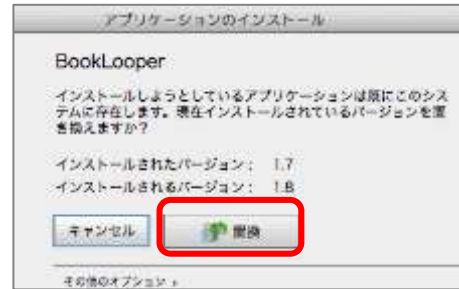 アプリケーションのインストール
BookLooper
インストールしようとしているアプリケーションは既にこのシス
テムに存在します。現在インストールされているバージョンを置
き換えますか？
インストールされたバージョン： 1.7
インストールされるバージョン： 1.8
キャンセル
置換
その他のオプション